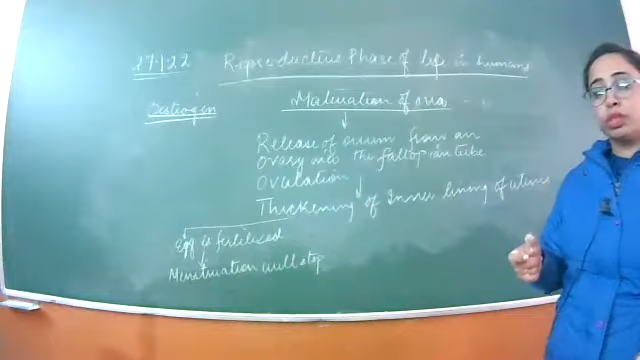 27.1.22 Reproductive Phase of life in humans
Oestrogen
Maturation of ova
Release of ovum from an
ovary into the fallopian tube
Ovulation
Thickening of Inner lining of uterus
Egg is fertilised
Menstruation will stop